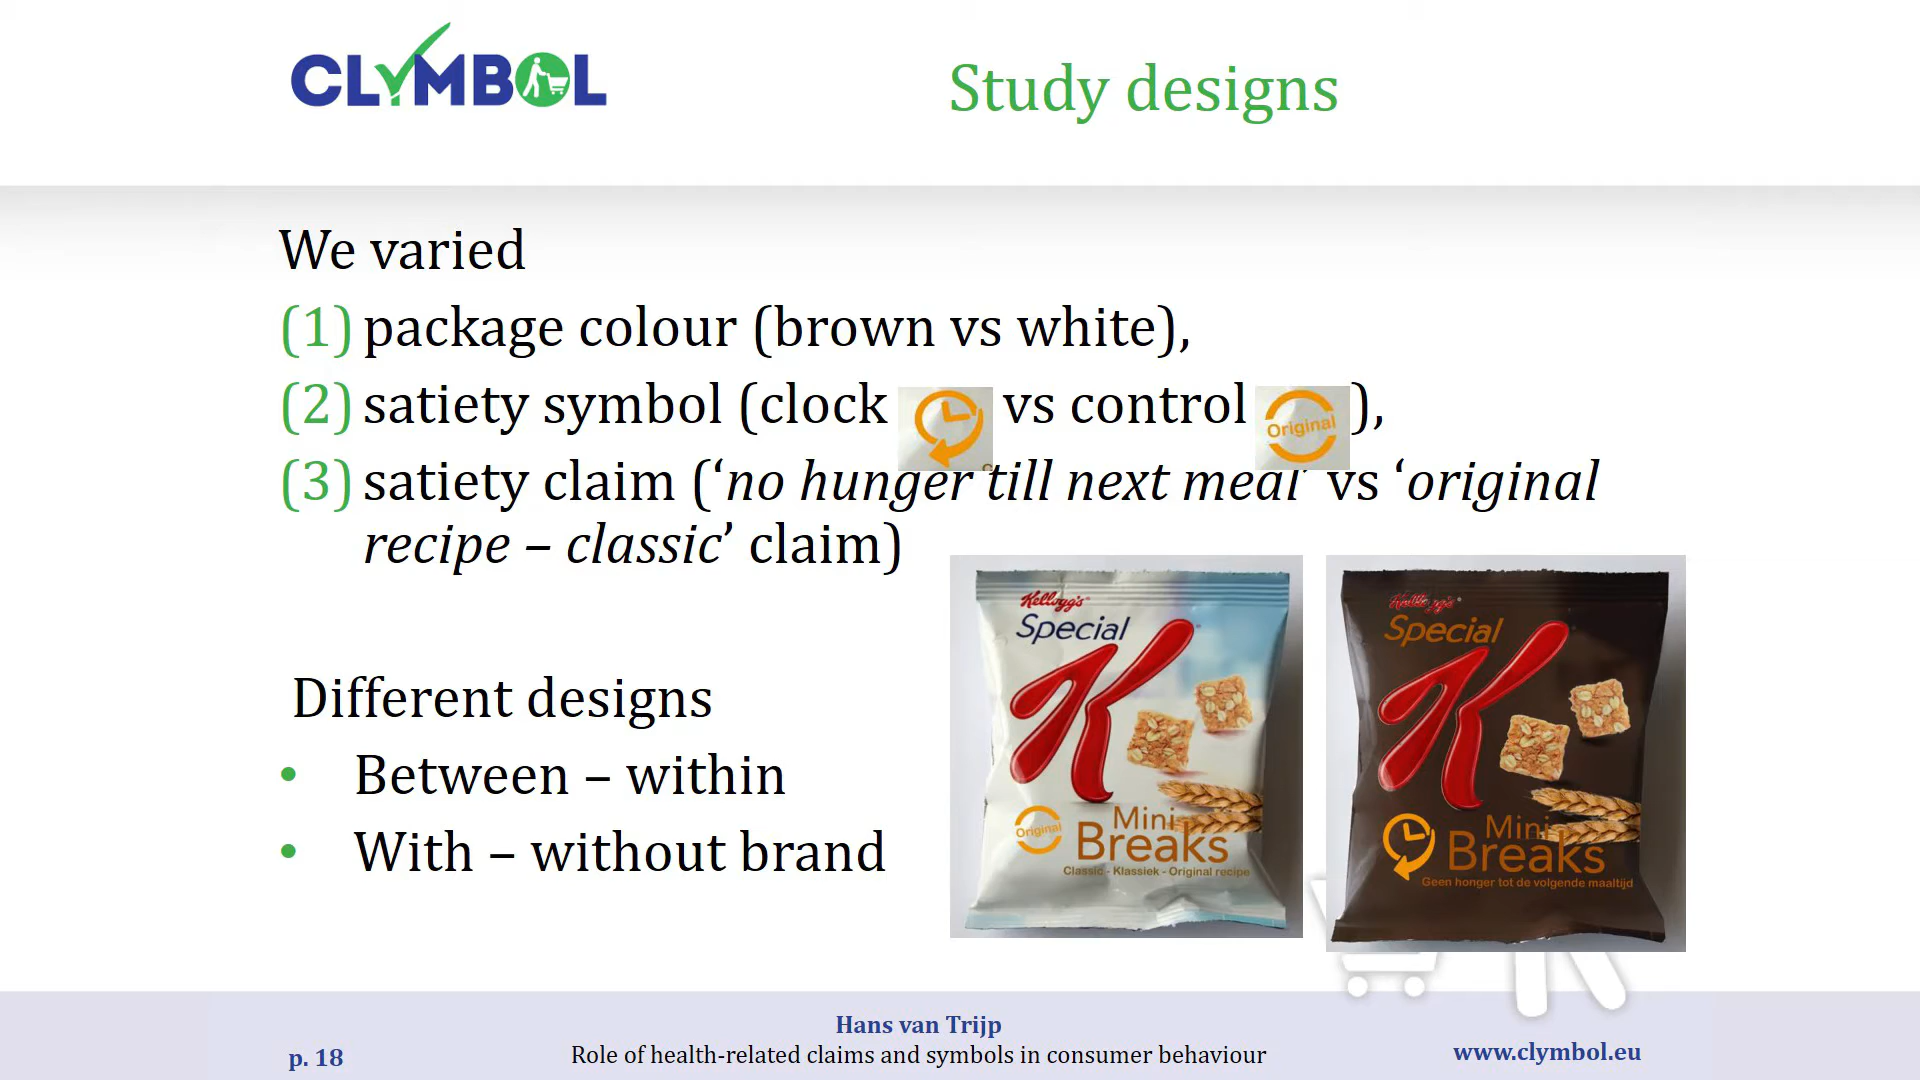 CLYMBOL
Study designs
We varied
(1) package colour (brown vs white),
(2) satiety symbol (clock vs control Original ),
(3) satiety claim (‘no hunger till next meal’ vs ‘original
recipe – classic’ claim)
Different designs
• Between – within
• With – without brand
Kellogg's
Special
K
Original
Mini
Breaks
Classic - Klassiek - Original recipe
Kellogg's
Special
K
Mini
Breaks
Geen honger tot de volgende maaltijd
Hans van Trijp
p. 18
Role of health-related claims and symbols in consumer behaviour
www.clymbol.eu